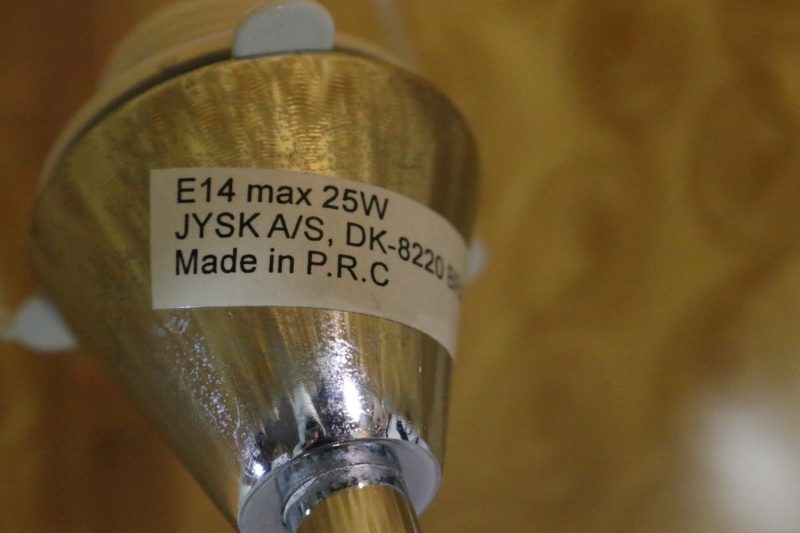 E14 max 25W
JYSK A/S, DK-8220
Made in P.R.C